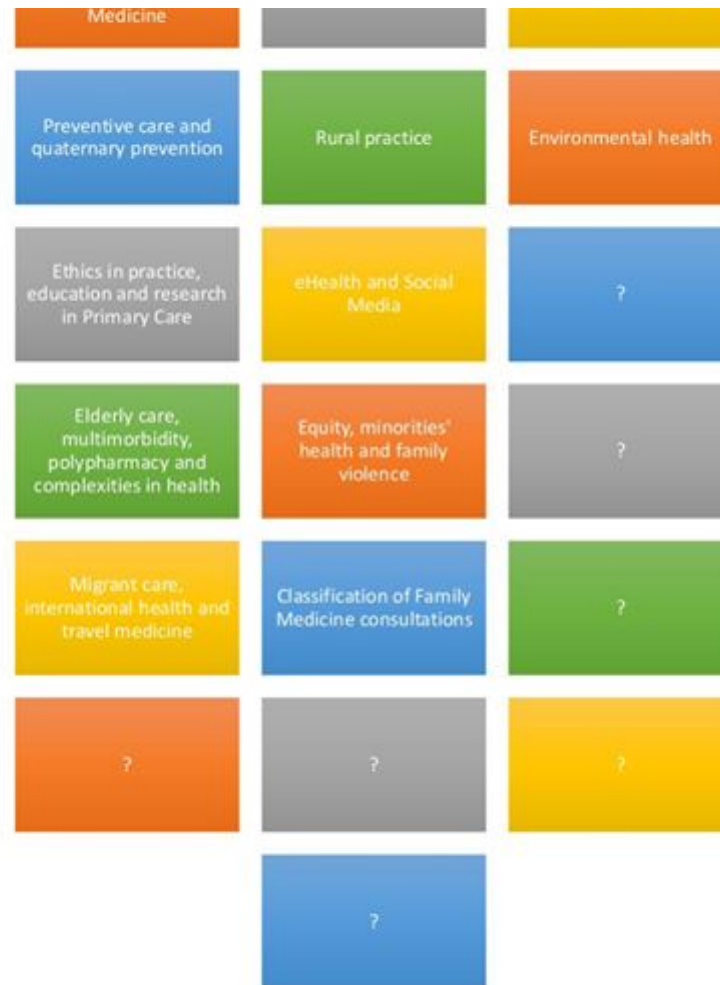 Medicine
Preventive care and
quaternary prevention
Rural practice
Environmental health
Ethics in practice,
education and research
in Primary Care
eHealth and Social
Media
?
Elderly care,
multimorbidity,
polypharmacy and
complexities in health
Equity, minorities'
health and family
violence
?
Migrant care,
international health and
travel medicine
Classification of Family
Medicine consultations
?
?
?
?
?